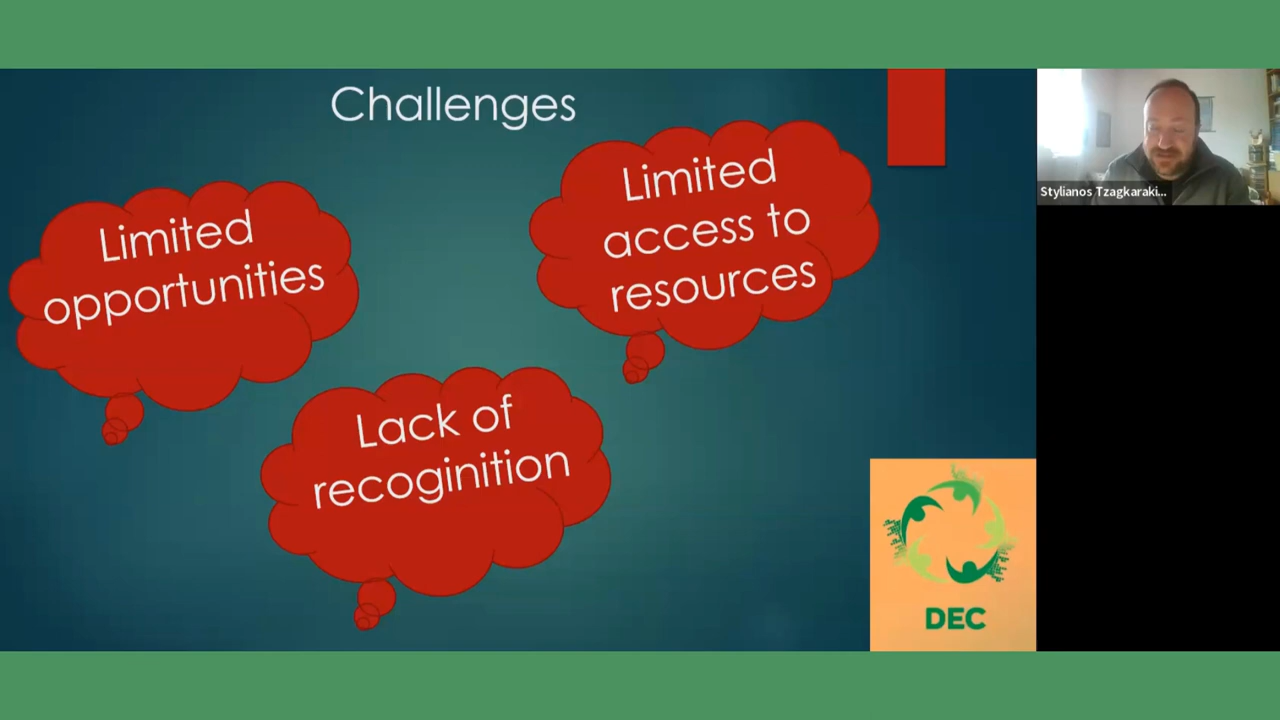 Challenges
Limited
opportunities
Limited
access to
resources
Lack of
recoginition
DEC
Stylianos Tzagkaraki...